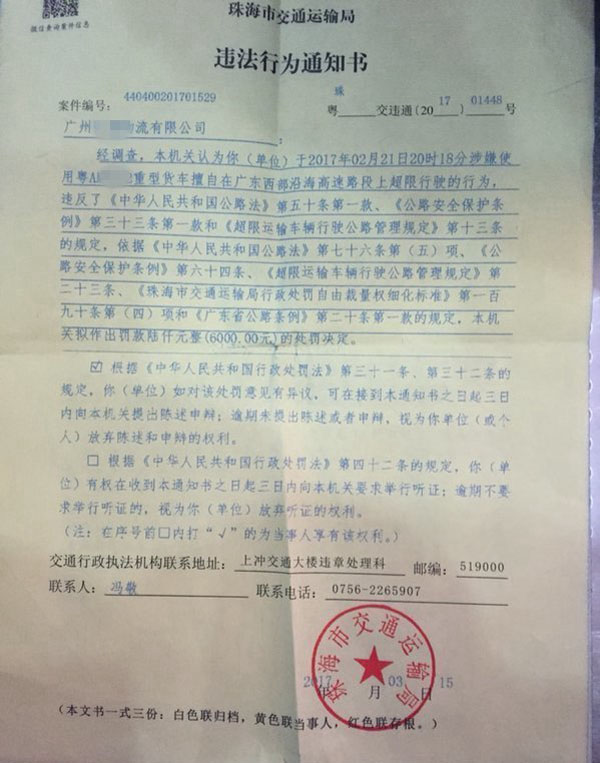 微信查询案件信息
珠海市交通运输局
违法行为通知书
案件编号: 440400201701529
珠
粤 交违通(20 17 01448 号
广州 物流有限公司 :
经调查，本机关认为你（单位）于2017年02月21日20时18分涉嫌使
用粤A 重型货车擅自在广东西部沿海高速路段上超限行驶的行为，
违反了《中华人民共和国公路法》第五十条第一款、《公路安全保护条
例》第三十三条第一款和《超限运输车辆行驶公路管理规定》第十三条
的规定，依据《中华人民共和国公路法》第七十六条第（五）项、《公
路安全保护条例》第六十四条、《超限运输车辆行驶公路管理规定》第
二十三条、《珠海市交通运输局行政处罚自由裁量权细化标准》第一百
九十条第（四）项和《广东省公路条例》第二十条第一款的规定，本机
关拟作出罚款陆仟元整(6000.00元)的处罚决定。
☑ 根据《中华人民共和国行政处罚法》第三十一条、第三十二条的
规定，你（单位）如对该处罚意见有异议，可在接到本通知书之日起三日
内向本机关提出陈述申辩；逾期未提出陈述或者申辩，视为你单位（或个
人）放弃陈述和申辩的权利。
☐ 根据《中华人民共和国行政处罚法》第四十二条的规定，你（单
位）有权在收到本通知书之日起三日内向本机关要求举行听证；逾期不要
求举行听证的，视为你（单位）放弃听证的权利。
（注：在序号前☐内打“√”的为当事人享有该权利。）
交通行政执法机构联系地址： 上冲交通大楼违章处理科 邮编： 519000
联系人： 冯敬 联系电话： 0756-2265907
珠海市交通运输局
2017 03 15
年 月 日
（本文书一式三份：白色联归档，黄色联当事人，红色联存根。）